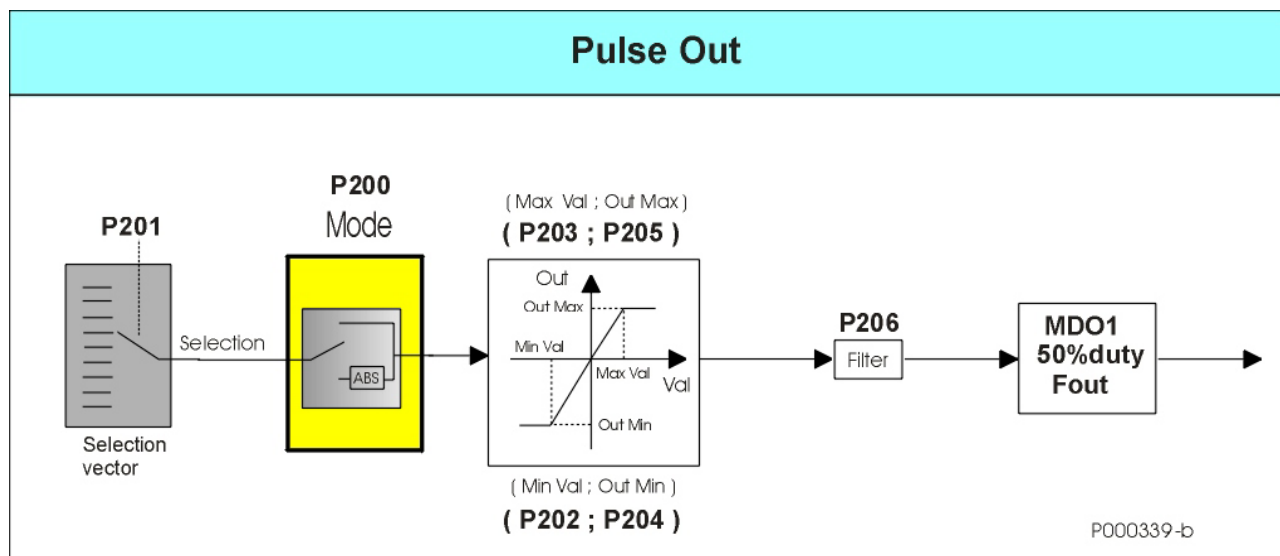 Pulse Out
P201
Selection
Selection
vector
P200
Mode
ABS
( Max Val ; Out Max )
( P203 ; P205 )
Out
Out Max
Min Val
Max Val
Val
Out Min
( Min Val ; Out Min )
( P202 ; P204 )
P206
Filter
MDO1
50%duty
Fout
P000339-b